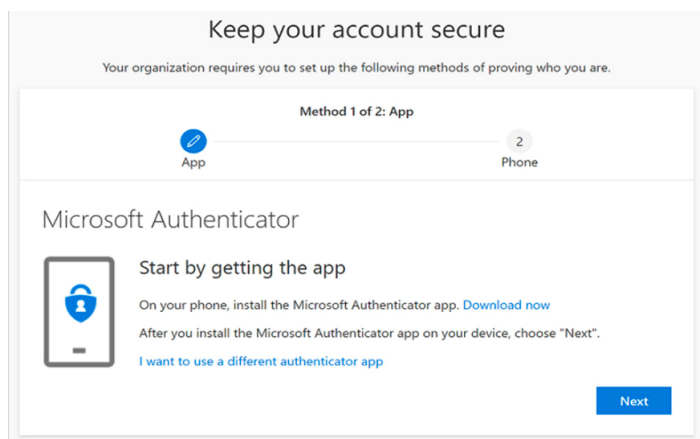 Keep your account secure
Your organization requires you to set up the following methods of proving who you are.
Method 1 of 2: App
2
App
Phone
Microsoft Authenticator
Start by getting the app
On your phone, install the Microsoft Authenticator app. Download now
After you install the Microsoft Authenticator app on your device, choose "Next".
I want to use a different authenticator app
Next